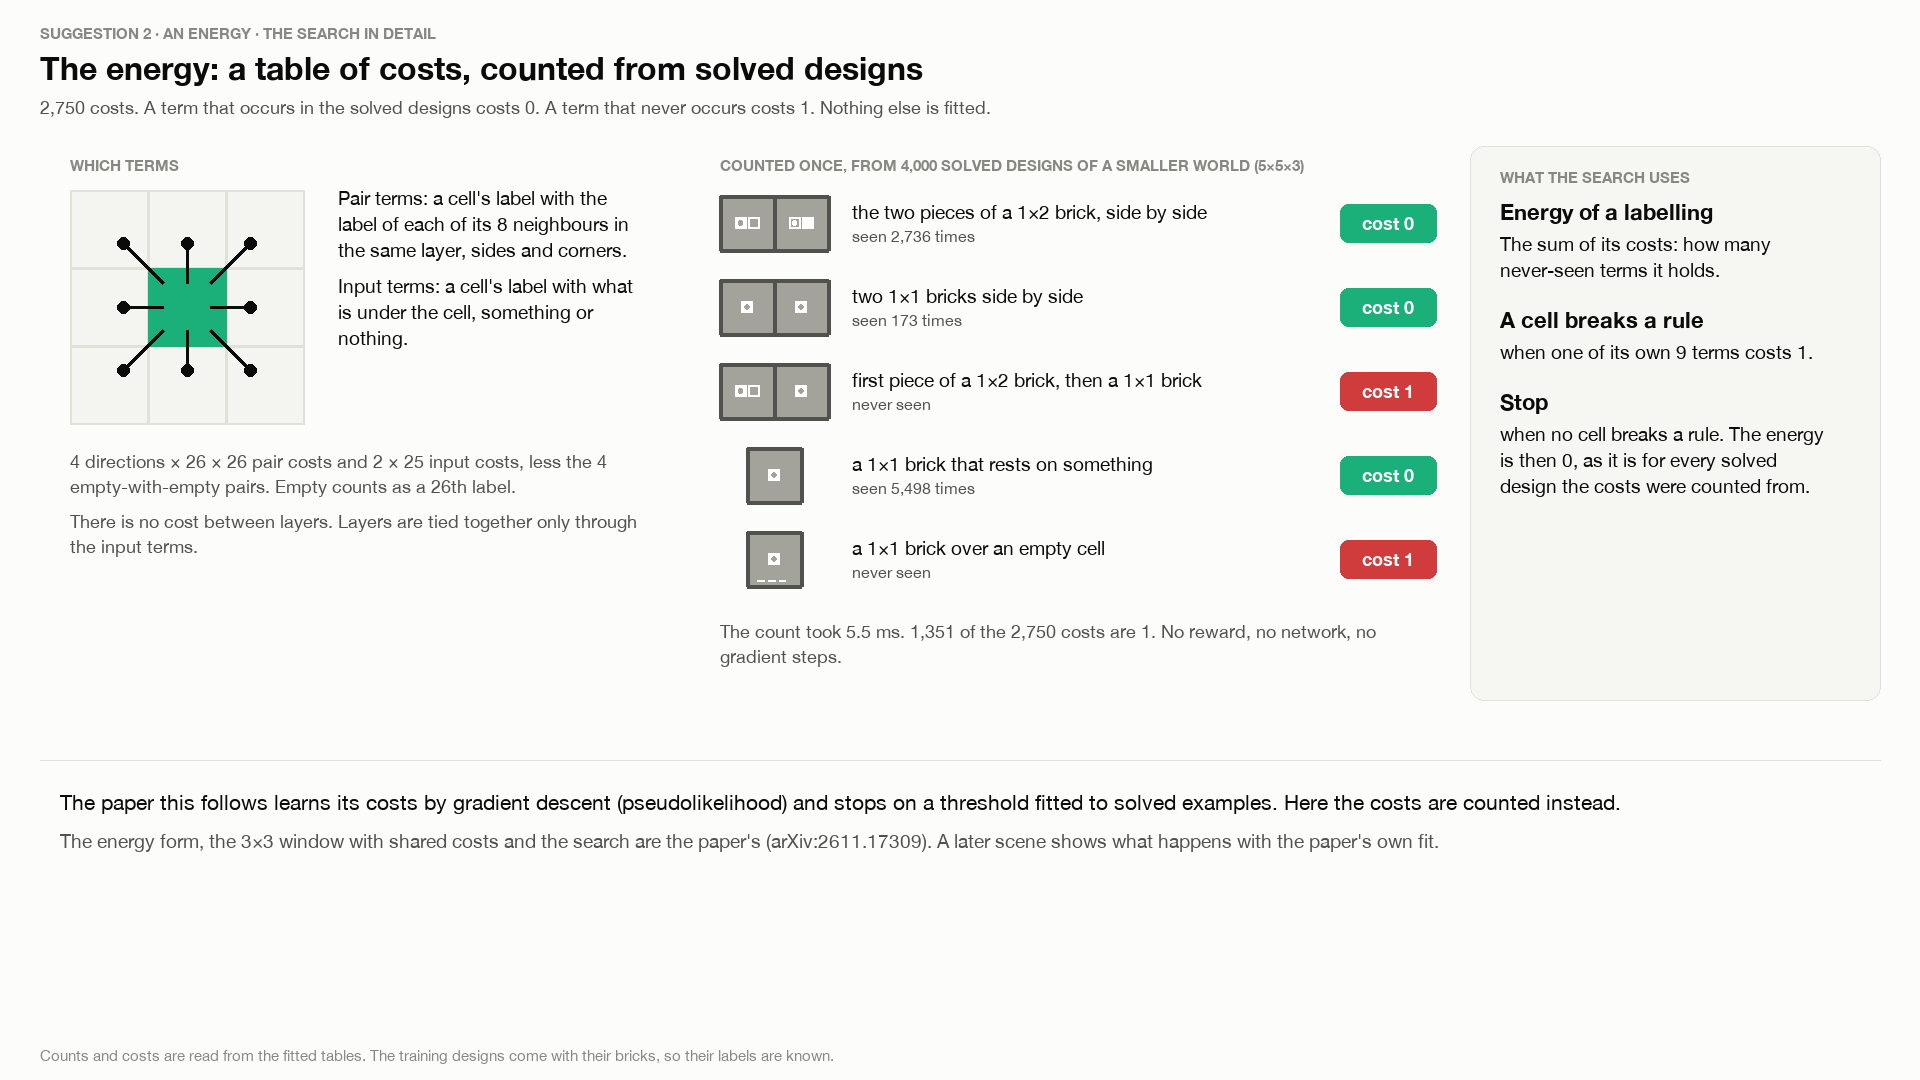 SUGGESTION 2 · AN ENERGY · THE SEARCH IN DETAIL
The energy: a table of costs, counted from solved designs
2,750 costs. A term that occurs in the solved designs costs 0. A term that never occurs costs 1. Nothing else is fitted.
WHICH TERMS
Pair terms: a cell's label with the
label of each of its 8 neighbours in
the same layer, sides and corners.
Input terms: a cell's label with what
is under the cell, something or
nothing.
4 directions × 26 × 26 pair costs and 2 × 25 input costs, less the 4
empty-with-empty pairs. Empty counts as a 26th label.
There is no cost between layers. Layers are tied together only through
the input terms.
COUNTED ONCE, FROM 4,000 SOLVED DESIGNS OF A SMALLER WORLD (5×5×3)
the two pieces of a 1×2 brick, side by side
seen 2,736 times
cost 0
two 1×1 bricks side by side
seen 173 times
cost 0
first piece of a 1×2 brick, then a 1×1 brick
never seen
cost 1
a 1×1 brick that rests on something
seen 5,498 times
cost 0
a 1×1 brick over an empty cell
never seen
cost 1
The count took 5.5 ms. 1,351 of the 2,750 costs are 1. No reward, no network, no
gradient steps.
WHAT THE SEARCH USES
Energy of a labelling
The sum of its costs: how many
never-seen terms it holds.
A cell breaks a rule
when one of its own 9 terms costs 1.
Stop
when no cell breaks a rule. The energy
is then 0, as it is for every solved
design the costs were counted from.
The paper this follows learns its costs by gradient descent (pseudolikelihood) and stops on a threshold fitted to solved examples. Here the costs are counted instead.
The energy form, the 3×3 window with shared costs and the search are the paper's (arXiv:2611.17309). A later scene shows what happens with the paper's own fit.
Counts and costs are read from the fitted tables. The training designs come with their bricks, so their labels are known.